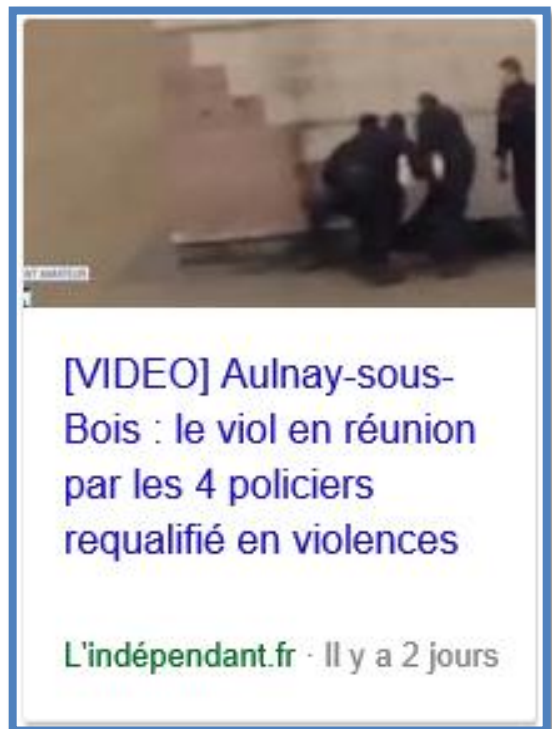 [VIDEO] Aulnay-sous-
Bois : le viol en réunion
par les 4 policiers
requalifié en violences
L'indépendant.fr · Il y a 2 jours